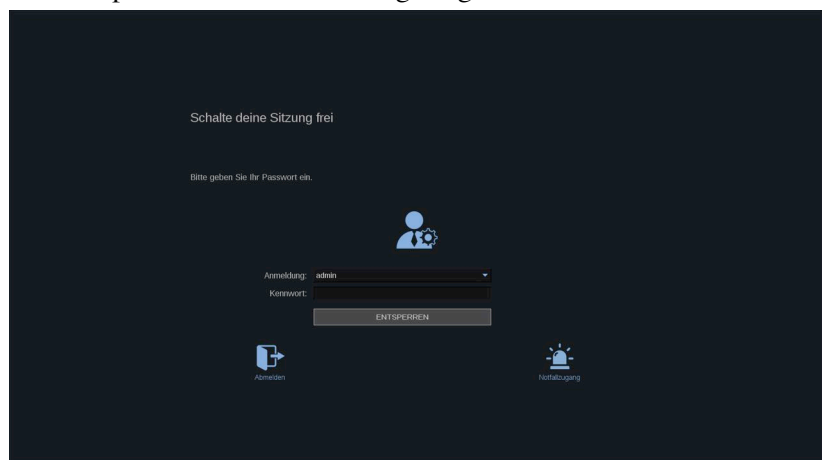 Schalte deine Sitzung frei
Bitte geben Sie Ihr Passwort ein.
Anmeldung: admin
Kennwort:
ENTSPERREN
Abmelden Notfallzugang